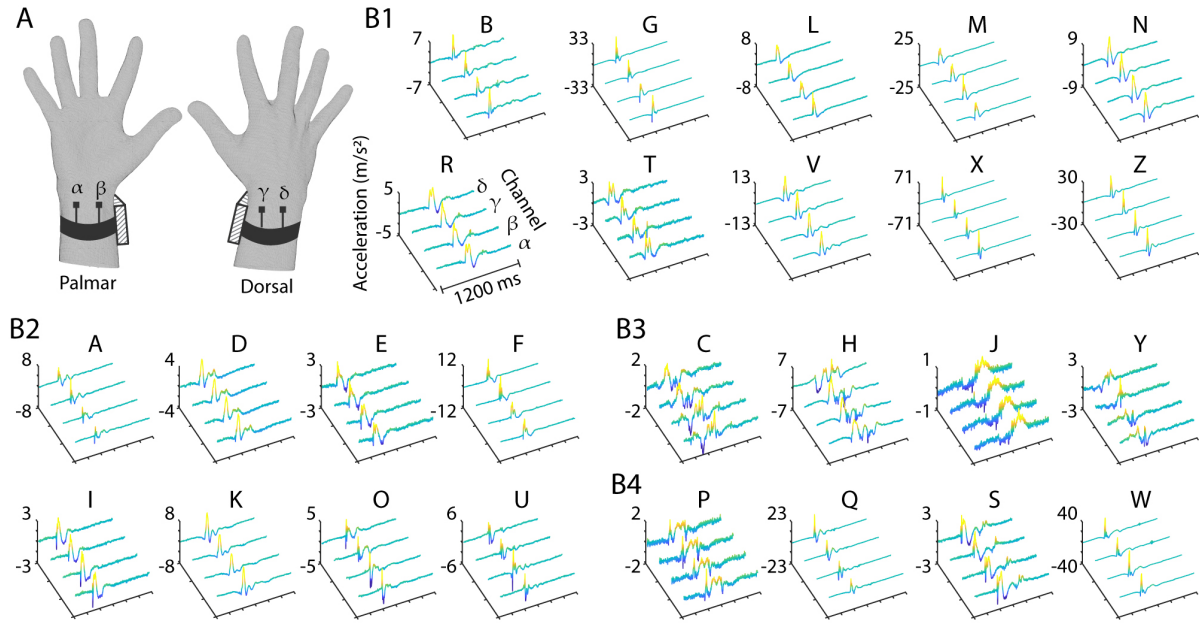 A
α β
γ δ
Palmar Dorsal
B1
Acceleration (m/s²)
B G L M N
7 33 8 25 9
-7 -33 -8 -25 -9
R T V X Z
5 3 13 71 30
-5 -3 -13 -71 -30
Channel
δ
γ
β
α
1200 ms
B2
A D E F
8 4 3 12
-8 -4 -3 -12
I K O U
3 8 5 6
-3 -8 -5 -6
B3
C H J Y
2 7 1 3
-2 -7 -1 -3
B4
P Q S W
2 23 3 40
-2 -23 -3 -40